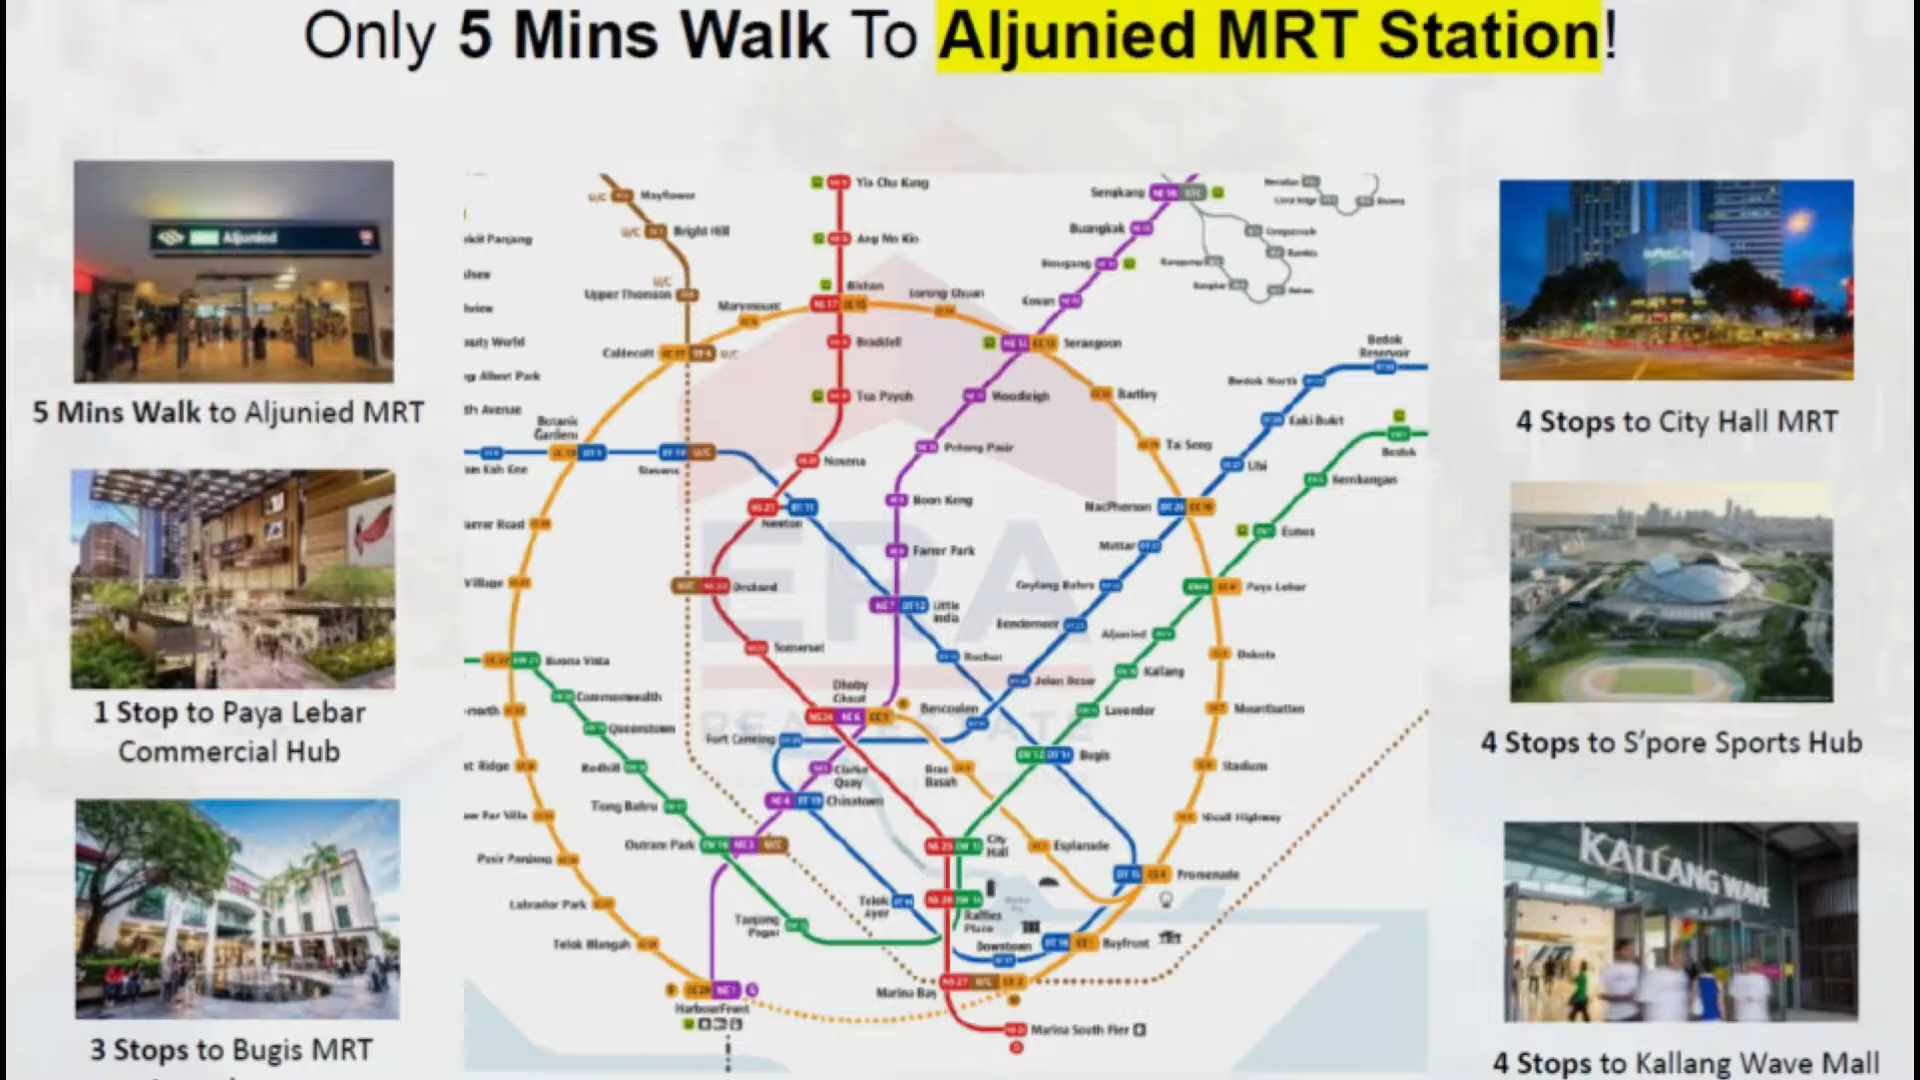 Only 5 Mins Walk To Aljunied MRT Station!
Aljunied
5 Mins Walk to Aljunied MRT
1 Stop to Paya Lebar
Commercial Hub
3 Stops to Bugis MRT
Mayflower
Bright Hill
Upper Thomson
Caldecott
Marymount
Yio Chu Kang
Ang Mo Kio
Bishan
Lorong Chuan
Braddell
Toa Payoh
Novena
Newton
Orchard
Somerset
Dhoby
Ghaut
Sengkang
Buangkok
Hougang
Kovan
Serangoon
Woodleigh
Potong Pasir
Boon Keng
Farrer Park
Little
India
Rochor
Bartley
Tai Seng
MacPherson
Mattar
Geylang Bahru
Bendemeer
Jalan Besar
Bencoolen
Fort Canning
Bedok
Reservoir
Bedok North
Kaki Bukit
Ubi
Bedok
Kembangan
Eunos
Paya Lebar
Aljunied
Kallang
Lavender
Bugis
Dakota
Mountbatten
Stadium
Nicoll Highway
Promenade
Esplanade
Bras
Basah
City
Hall
Raffles
Place
Bayfront
Downtown
Marina Bay
Marina South Pier
Telok
Ayer
Chinatown
Clarke
Quay
Outram Park
Tanjong
Pagar
Tiong Bahru
Redhill
Queenstown
Commonwealth
Buona Vista
Botanic
Gardens
Stevens
Pasir Panjang
Labrador Park
Telok Blangah
HarbourFront
ERA
4 Stops to City Hall MRT
4 Stops to S'pore Sports Hub
KALLANG WAVE
4 Stops to Kallang Wave Mall